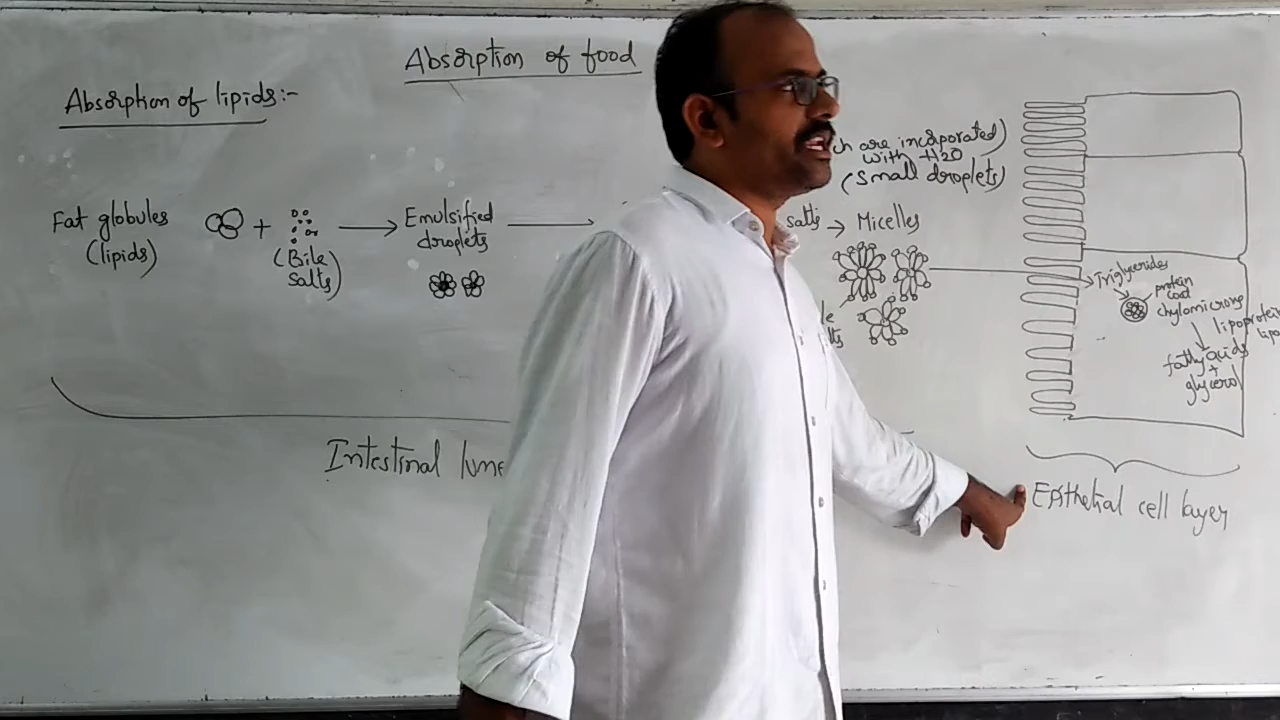 Absorption of food
Absorption of lipids:-
ch are incorporated)
with H2O
(Small droplets)
Fat globules
(lipids)
+
(Bile
salts)
Emulsified
droplets
salts → Micelles
Triglycerides
protein
coat
chylomicrons
lipoprotein
fatty acids
+
glycerol
Intestinal lume
Epithelial cell layer